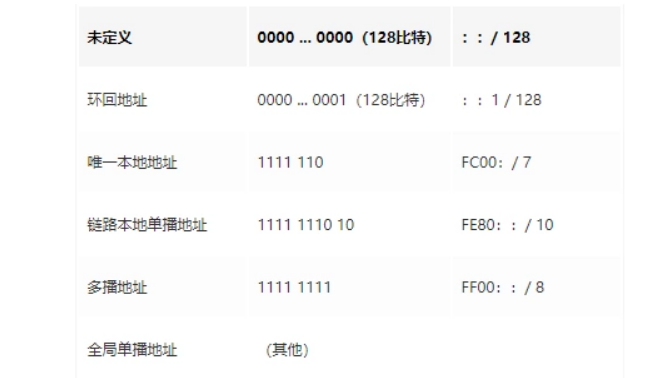 未定义 0000 ... 0000（128比特） ：：/ 128
环回地址 0000 ... 0001（128比特） ：：1 / 128
唯一本地地址 1111 110 FC00：/ 7
链路本地单播地址 1111 1110 10 FE80：：/ 10
多播地址 1111 1111 FF00：：/ 8
全局单播地址 （其他）